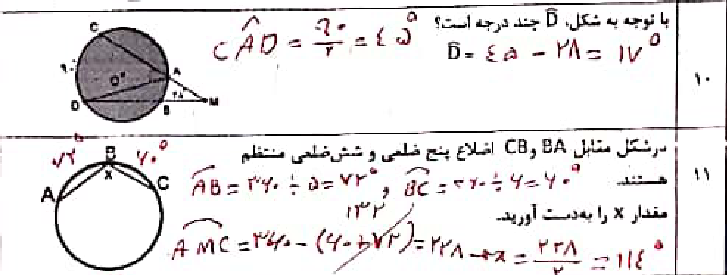 با توجه به شکل، D̂ چند درجه است؟
CÂD = ۹۰/۲ = ۴۵°
D̂ = ۴۵ - ۲۸ = ۱۷°
C
۹۰
O
A
D
B
۲۸°
M
۱۰
در شکل مقابل BA و CB اضلاع پنج ضلعی و شش‌ضلعی منتظم
هستند.
مقدار X را به‌دست آورید.
AB = ۳۶۰ ÷ ۵ = ۷۲° , BC = ۳۶۰ ÷ ۶ = ۶۰°
۱۳۲
AMC = ۳۶۰ - (۶۰ + ۷۲) = ۲۲۸ → x = ۲۲۸/۲ = ۱۱۴°
۷۲°
B
۶۰°
X
A
C
۱۱